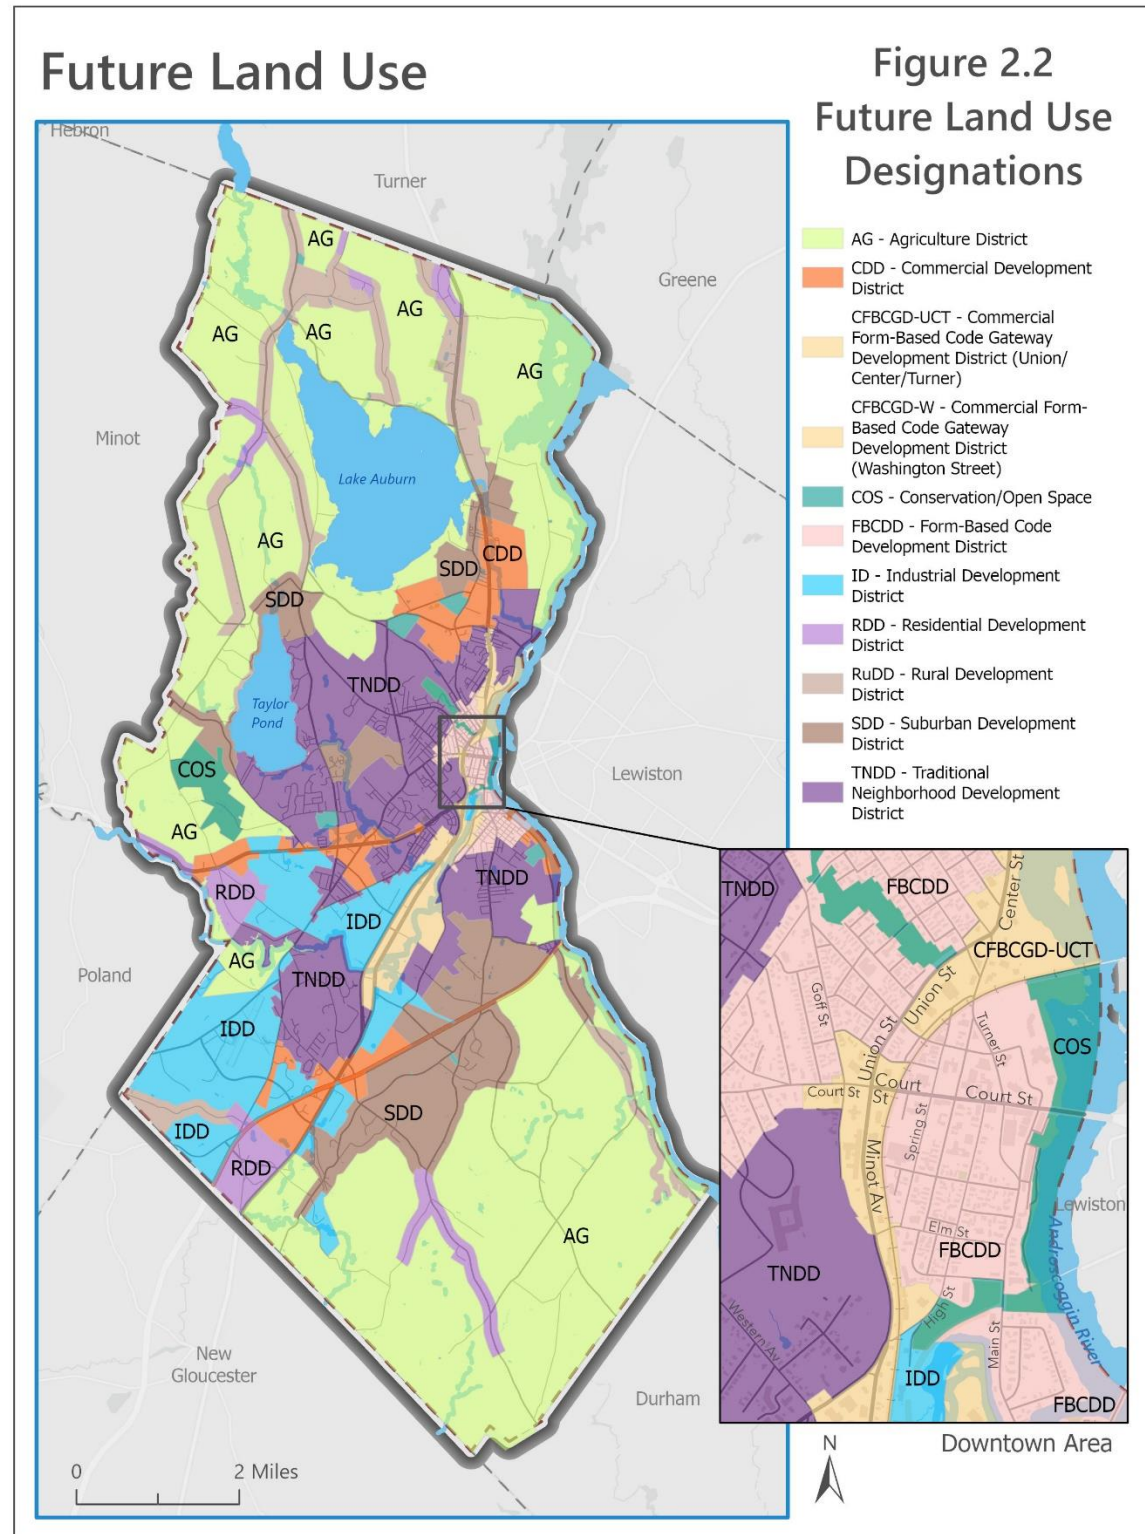 Future Land Use
Figure 2.2
Future Land Use
Designations
AG - Agriculture District
CDD - Commercial Development
District
CFBCGD-UCT - Commercial
Form-Based Code Gateway
Development District (Union/
Center/Turner)
CFBCGD-W - Commercial Form-
Based Code Gateway
Development District
(Washington Street)
COS - Conservation/Open Space
FBCDD - Form-Based Code
Development District
ID - Industrial Development
District
RDD - Residential Development
District
RuDD - Rural Development
District
SDD - Suburban Development
District
TNDD - Traditional
Neighborhood Development
District
Hebron
Turner
Greene
Minot
AG
AG
AG
AG
AG
Lake Auburn
AG
SDD
CDD
SDD
TNDD
Taylor
Pond
COS
Lewiston
AG
RDD
TNDD
IDD
AG
TNDD
Poland
IDD
SDD
IDD
RDD
AG
New
Gloucester
Durham
0
2 Miles
TNDD
FBCDD
Center St
CFBCGD-UCT
Goff St
Union St
Union St
Turner St
COS
Court St
Court
St
Court St
Spring St
Minot Av
Lewiston
Elm St
FBCDD
TNDD
Androscoggin River
High St
Western Av
Main St
IDD
FBCDD
N
Downtown Area